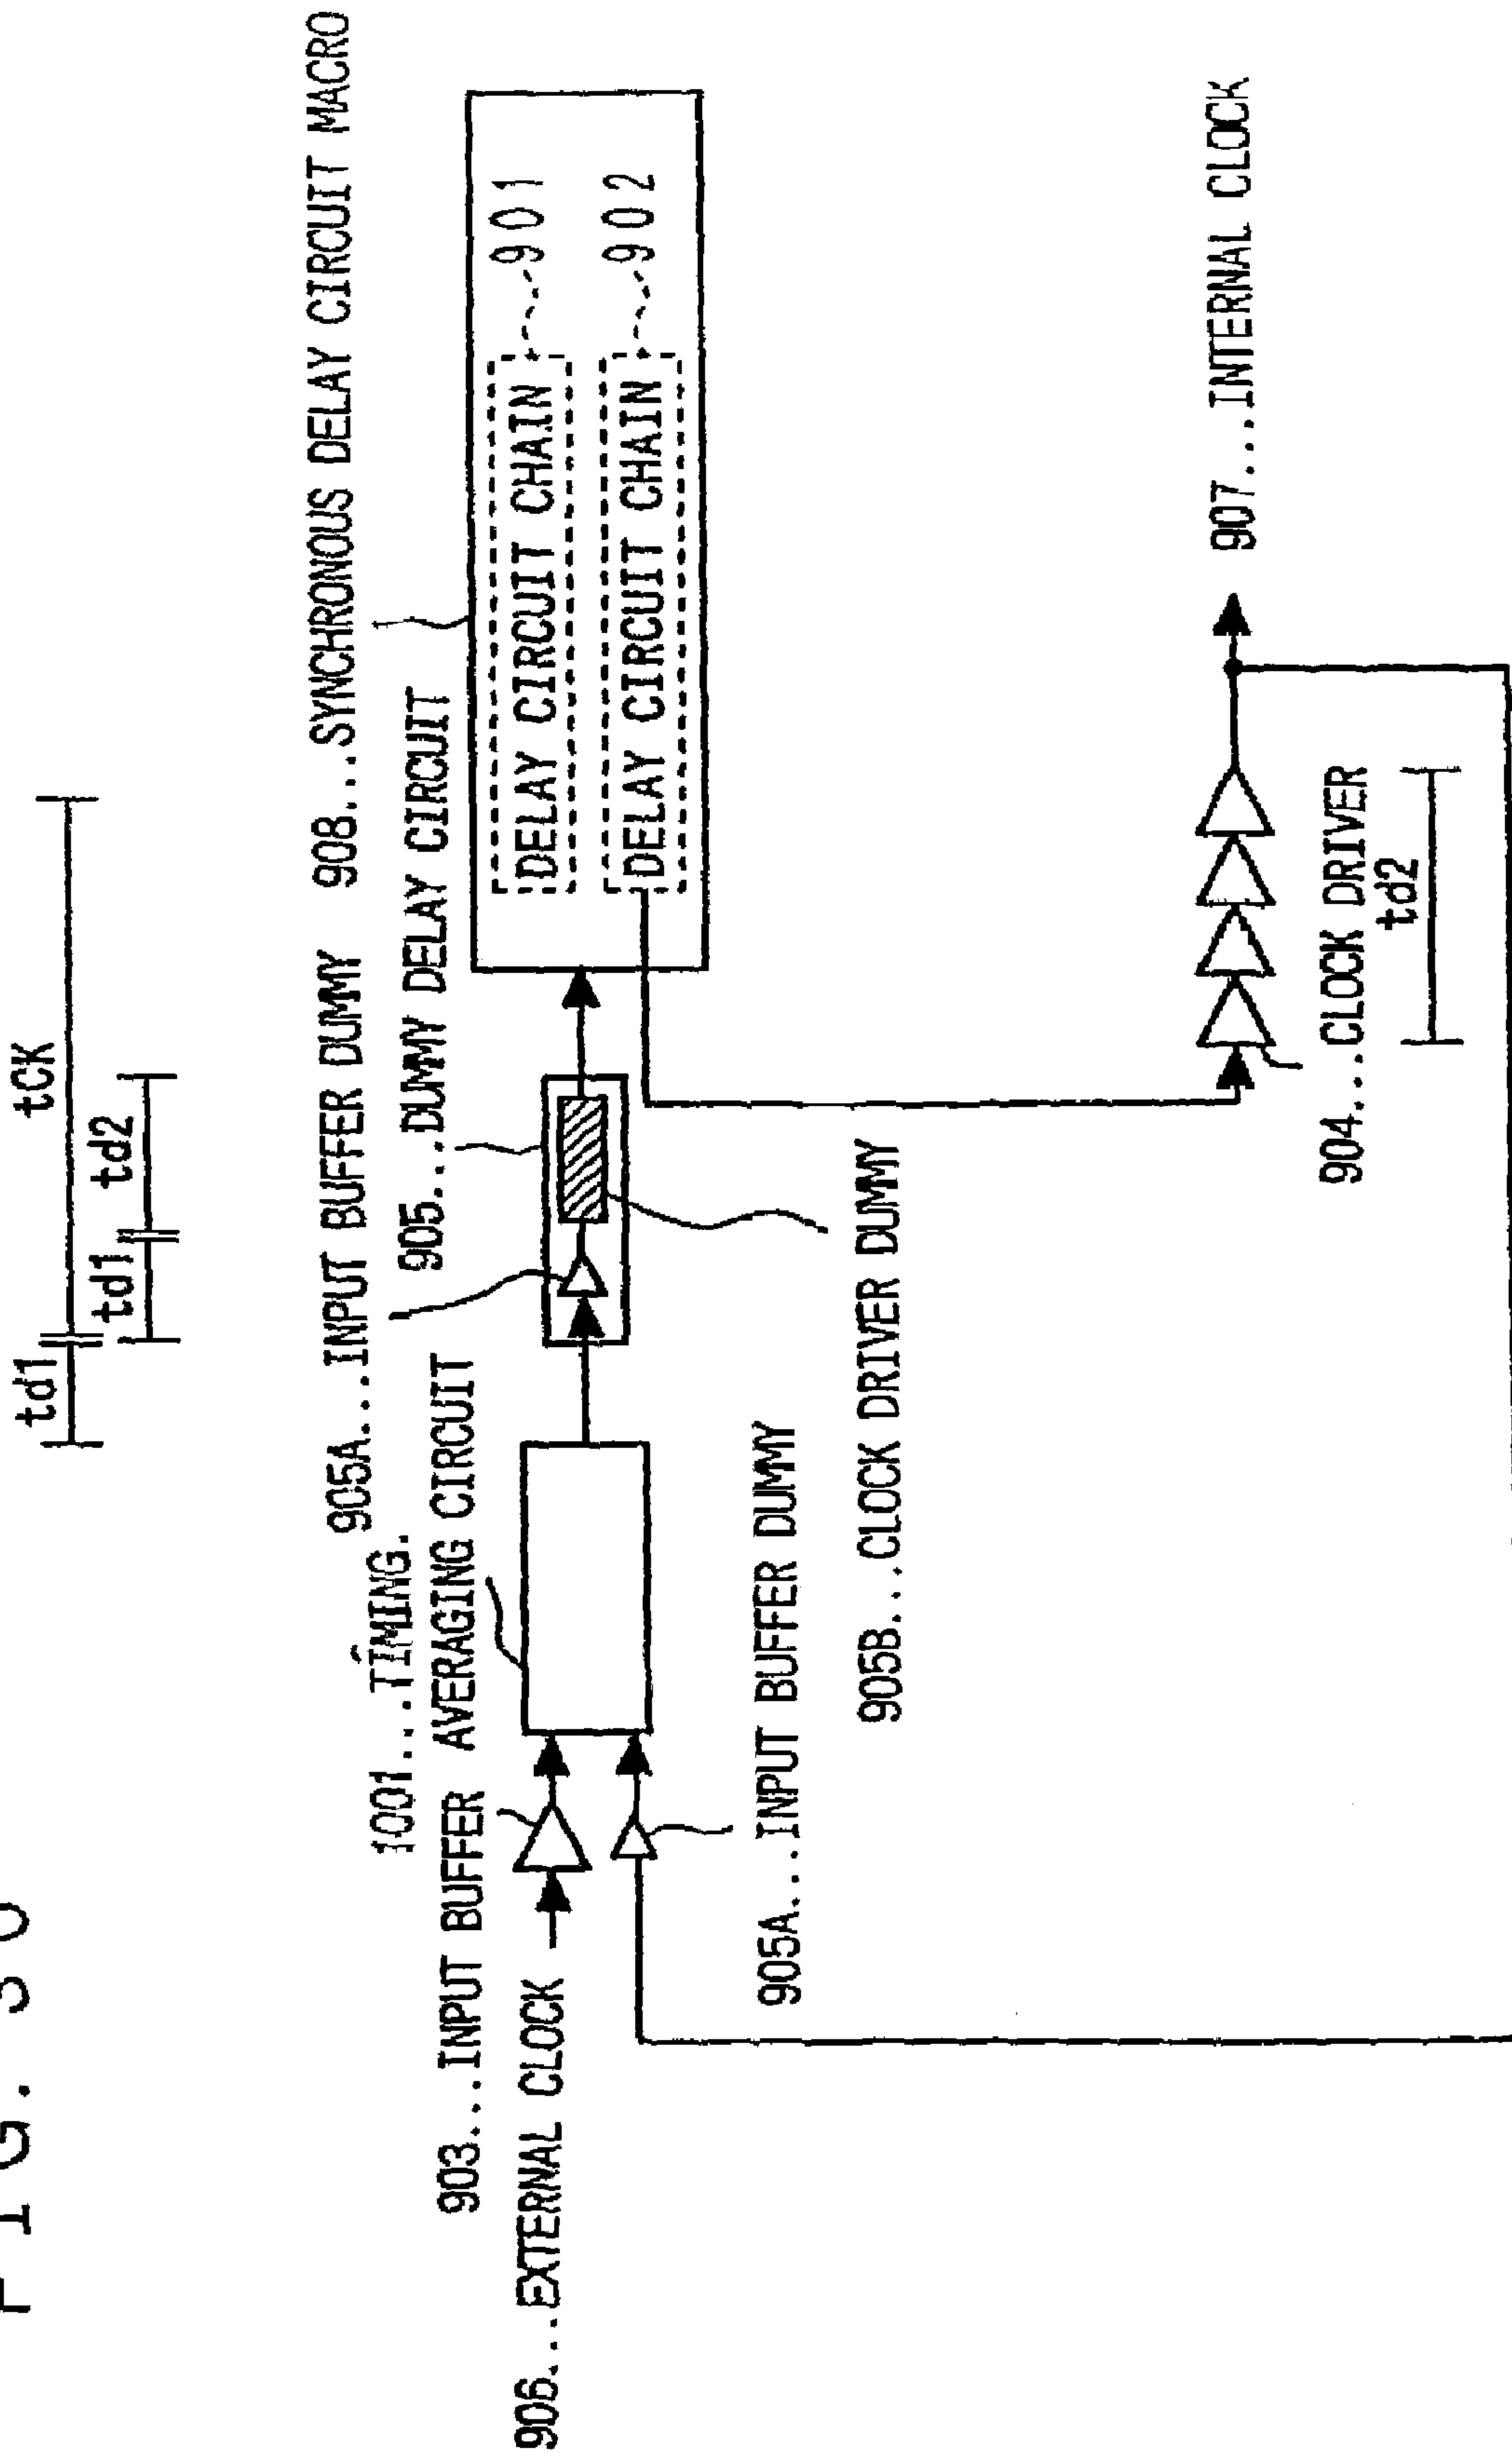 FIG.
td1 tCK
td1 td2
908...SYNCHRONOUS DELAY CIRCUIT MACRO
905A...INPUT BUFFER DUMMY
1001...TIMING.
AVERAGING CIRCUIT
905...DUMMY DELAY CIRCUIT
903...INPUT BUFFER
DELAY CIRCUIT CHAIN 901
906...EXTERNAL CLOCK
DELAY CIRCUIT CHAIN 902
905A...INPUT BUFFER DUMMY
905B...CLOCK DRIVER DUMMY
907...INTERNAL CLOCK
904...CLOCK DRIVER
td2